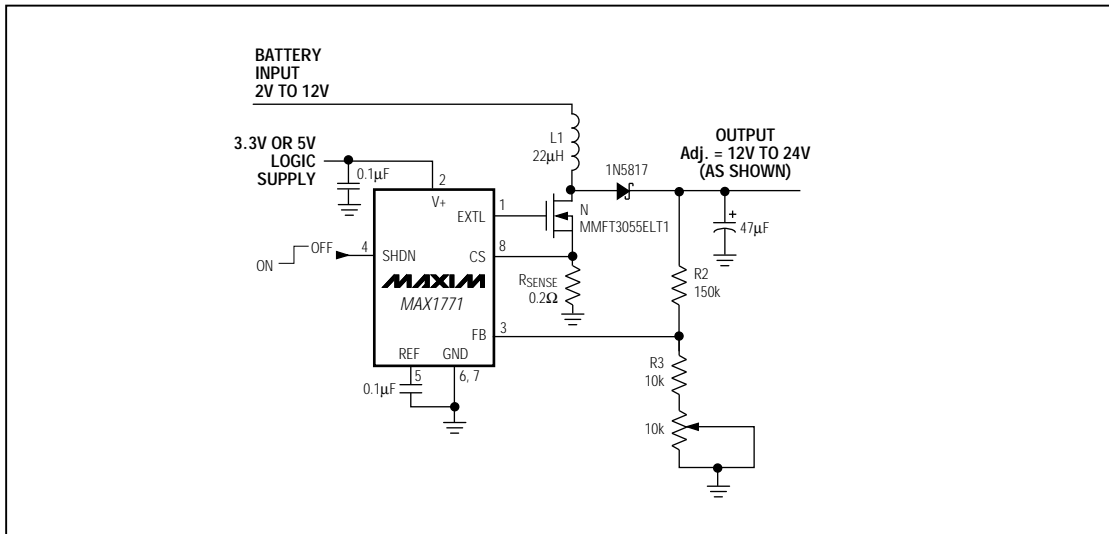 BATTERY
INPUT
2V TO 12V
3.3V OR 5V
LOGIC
SUPPLY
0.1µF
L1
22µH
1N5817
OUTPUT
Adj. = 12V TO 24V
(AS SHOWN)
2
V+
EXTL
1
N
MMFT3055ELT1
47µF
ON
OFF
4
SHDN
CS
8
MAXIM
MAX1771
RSENSE
0.2Ω
R2
150k
FB
3
REF
GND
5
6, 7
0.1µF
R3
10k
10k